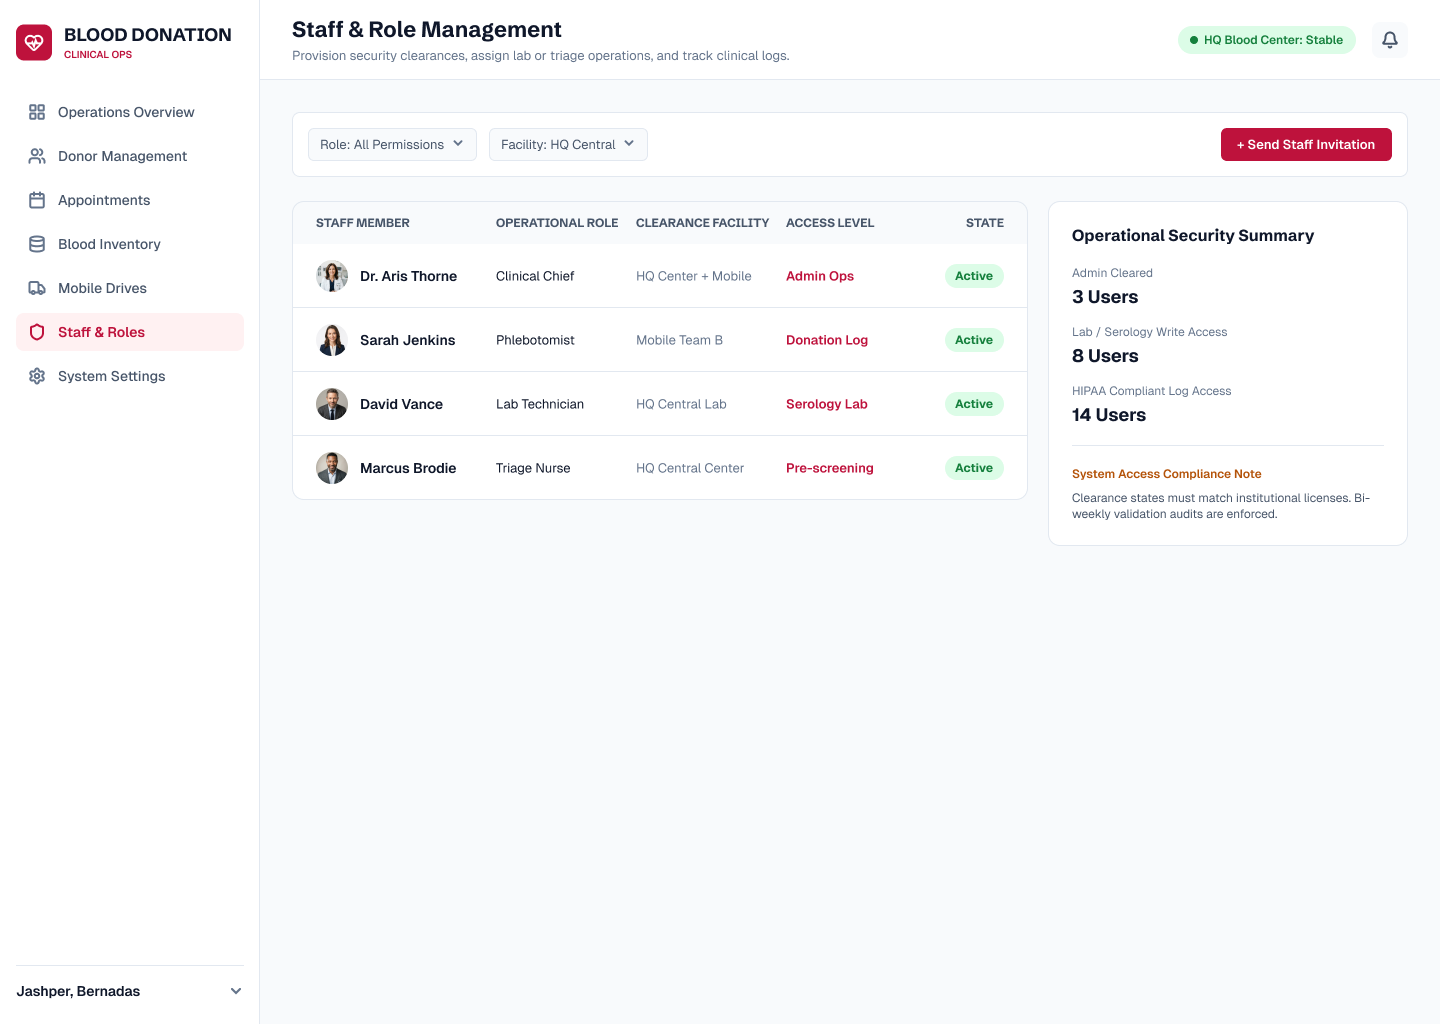 BLOOD DONATION
CLINICAL OPS
Operations Overview
Donor Management
Appointments
Blood Inventory
Mobile Drives
Staff & Roles
System Settings
Jashper, Bernadas
Staff & Role Management
Provision security clearances, assign lab or triage operations, and track clinical logs.
HQ Blood Center: Stable
Role: All Permissions
Facility: HQ Central
+ Send Staff Invitation
STAFF MEMBER OPERATIONAL ROLE CLEARANCE FACILITY ACCESS LEVEL STATE
Dr. Aris Thorne Clinical Chief HQ Center + Mobile Admin Ops Active
Sarah Jenkins Phlebotomist Mobile Team B Donation Log Active
David Vance Lab Technician HQ Central Lab Serology Lab Active
Marcus Brodie Triage Nurse HQ Central Center Pre-screening Active
Operational Security Summary
Admin Cleared
3 Users
Lab / Serology Write Access
8 Users
HIPAA Compliant Log Access
14 Users
System Access Compliance Note
Clearance states must match institutional licenses. Bi-
weekly validation audits are enforced.